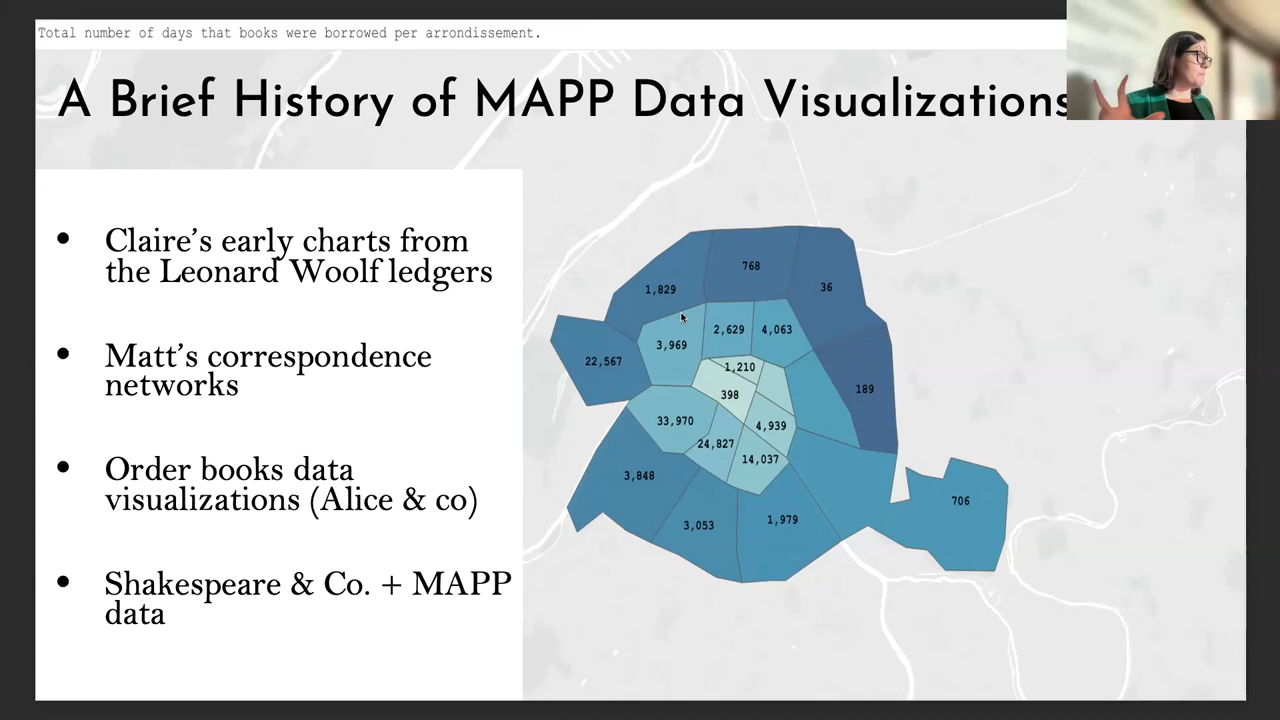 Total number of days that books were borrowed per arrondissement.
A Brief History of MAPP Data Visualizations
• Claire’s early charts from
the Leonard Woolf ledgers
• Matt’s correspondence
networks
• Order books data
visualizations (Alice & co)
• Shakespeare & Co. + MAPP
data
768
36
1,829
2,629
4,063
3,969
22,567
1,210
189
398
33,970
4,939
24,827
14,037
3,848
706
1,979
3,053